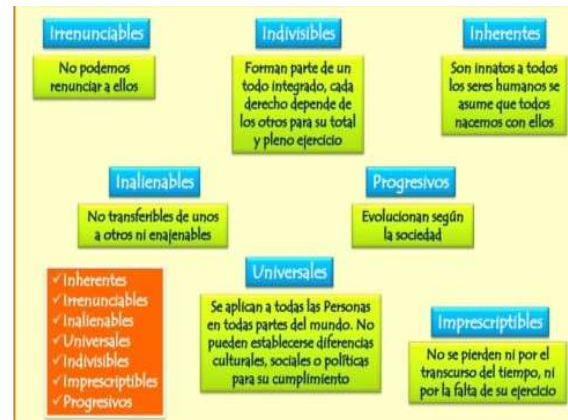 Irrenunciables
No podemos
renunciar a ellos
Indivisibles
Forman parte de un
todo integrado, cada
derecho depende de
los otros para su total
y pleno ejercicio
Inherentes
Son innatos a todos
los seres humanos se
asume que todos
nacemos con ellos
Inalienables
No transferibles de unos
a otros ni enajenables
Progresivos
Evolucionan según
la sociedad
✓Inherentes
✓Irrenunciables
✓Inalienables
✓Universales
✓Indivisibles
✓Imprescriptibles
✓Progresivos
Universales
Se aplican a todas las Personas
en todas partes del mundo. No
pueden establecerse diferencias
culturales, sociales o políticas
para su cumplimiento
Imprescriptibles
No se pierden ni por el
transcurso del tiempo, ni
por la falta de su ejercicio